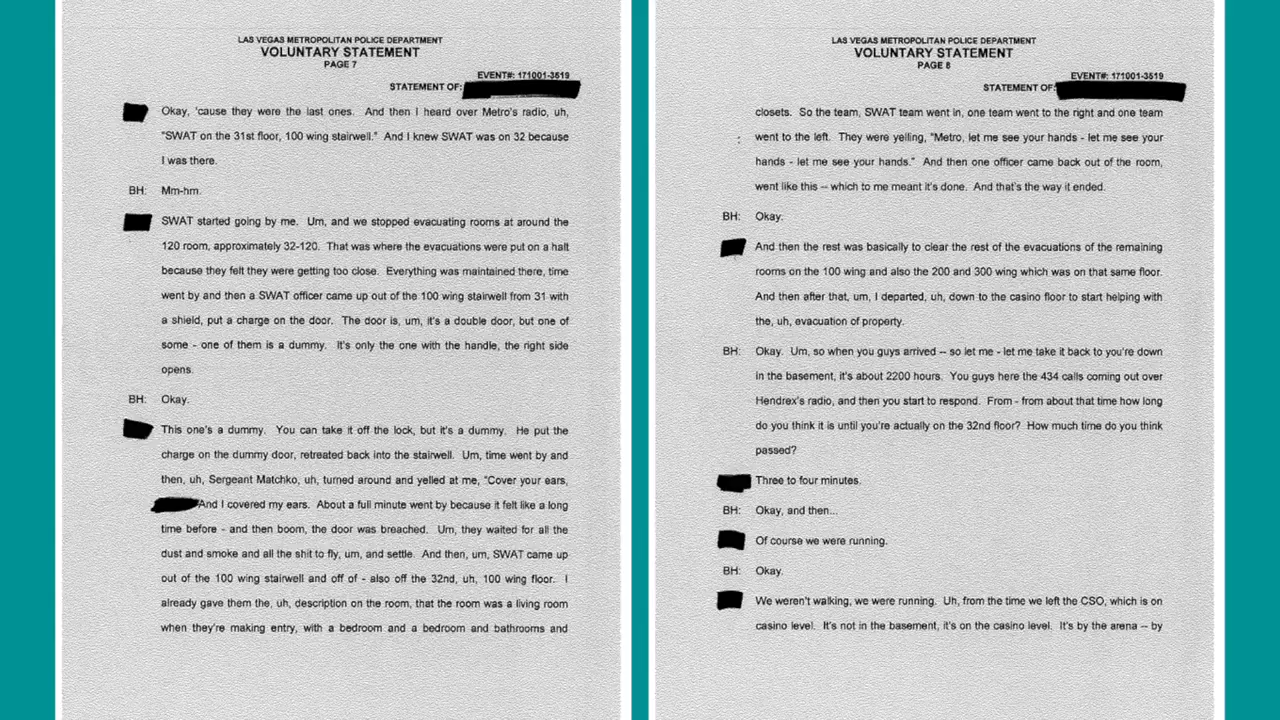 LAS VEGAS METROPOLITAN POLICE DEPARTMENT
VOLUNTARY STATEMENT
PAGE 7
EVENT#: 171001-3519
STATEMENT OF:
Okay, 'cause they were the last ones. And then I heard over Metro's radio, uh,
"SWAT on the 31st floor, 100 wing stairwell." And I knew SWAT was on 32 because
I was there.
BH: Mm-hm.
SWAT started going by me. Um, and we stopped evacuating rooms at around the
120 room, approximately 32-120. That was where the evacuations were put on a halt
because they felt they were getting too close. Everything was maintained there, time
went by and then a SWAT officer came up out of the 100 wing stairwell from 31 with
a shield, put a charge on the door. The door is, um, it's a double door, but one of
some - one of them is a dummy. It's only the one with the handle, the right side
opens.
BH: Okay.
This one's a dummy. You can take it off the lock, but it's a dummy. He put the
charge on the dummy door, retreated back into the stairwell. Um, time went by and
then, uh, Sergeant Matchko, uh, turned around and yelled at me, "Cover your ears,
And I covered my ears. About a full minute went by because it felt like a long
time before - and then boom, the door was breached. Um, they waited for all the
dust and smoke and all the shit to fly, um, and settle. And then, um, SWAT came up
out of the 100 wing stairwell and off of - also off the 32nd, uh, 100 wing floor. I
already gave them the, uh, description on the room, that the room was a living room
when they're making entry, with a bedroom and a bedroom and bathrooms and
LAS VEGAS METROPOLITAN POLICE DEPARTMENT
VOLUNTARY STATEMENT
PAGE 8
EVENT#: 171001-3519
STATEMENT OF:
closets. So the team, SWAT team went in, one team went to the right and one team
went to the left. They were yelling, "Metro, let me see your hands - let me see your
hands - let me see your hands." And then one officer came back out of the room,
went like this -- which to me meant it's done. And that's the way it ended.
BH: Okay.
And then the rest was basically to clear the rest of the evacuations of the remaining
rooms on the 100 wing and also the 200 and 300 wing which was on that same floor.
And then after that, um, I departed, uh, down to the casino floor to start helping with
the, uh, evacuation of property.
BH: Okay. Um, so when you guys arrived -- so let me - let me take it back to you're down
in the basement, it's about 2200 hours. You guys here the 434 calls coming out over
Hendrex's radio, and then you start to respond. From - from about that time how long
do you think it is until you're actually on the 32nd floor? How much time do you think
passed?
Three to four minutes.
BH: Okay, and then...
Of course we were running.
BH: Okay.
We weren't walking, we were running. Uh, from the time we left the CSO, which is on
casino level. It's not in the basement, it's on the casino level. It's by the arena -- by